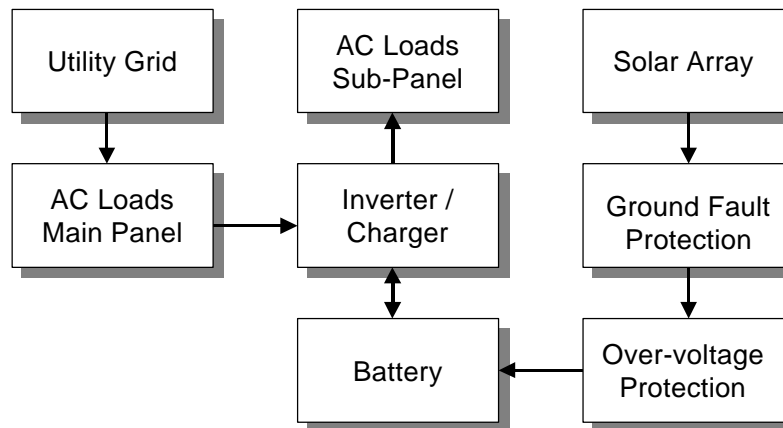 Utility Grid
AC Loads
Sub-Panel
Solar Array
AC Loads
Main Panel
Inverter /
Charger
Ground Fault
Protection
Battery
Over-voltage
Protection